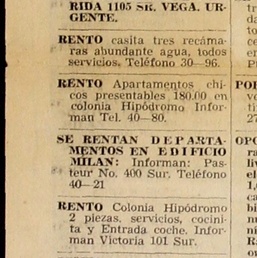 RIDA 1105 SR. VEGA. UR-
GENTE.
RENTO casita tres recáma-
ras abundante agua, todos
servicios. Teléfono 30—96.
RENTO Apartamentos chi-
cos presentables 180.00 en
colonia Hipódromo Infor-
man Tel. 40—80.
SE RENTAN DEPARTA-
MENTOS EN EDIFICIO
MILAN: Informan: Pas-
teur No. 400 Sur. Teléfono
40—21
RENTO Colonia Hipódromo
2 piezas, servicios, cocini-
ta y Entrada coche. Infor-
man Victoria 101 Sur.